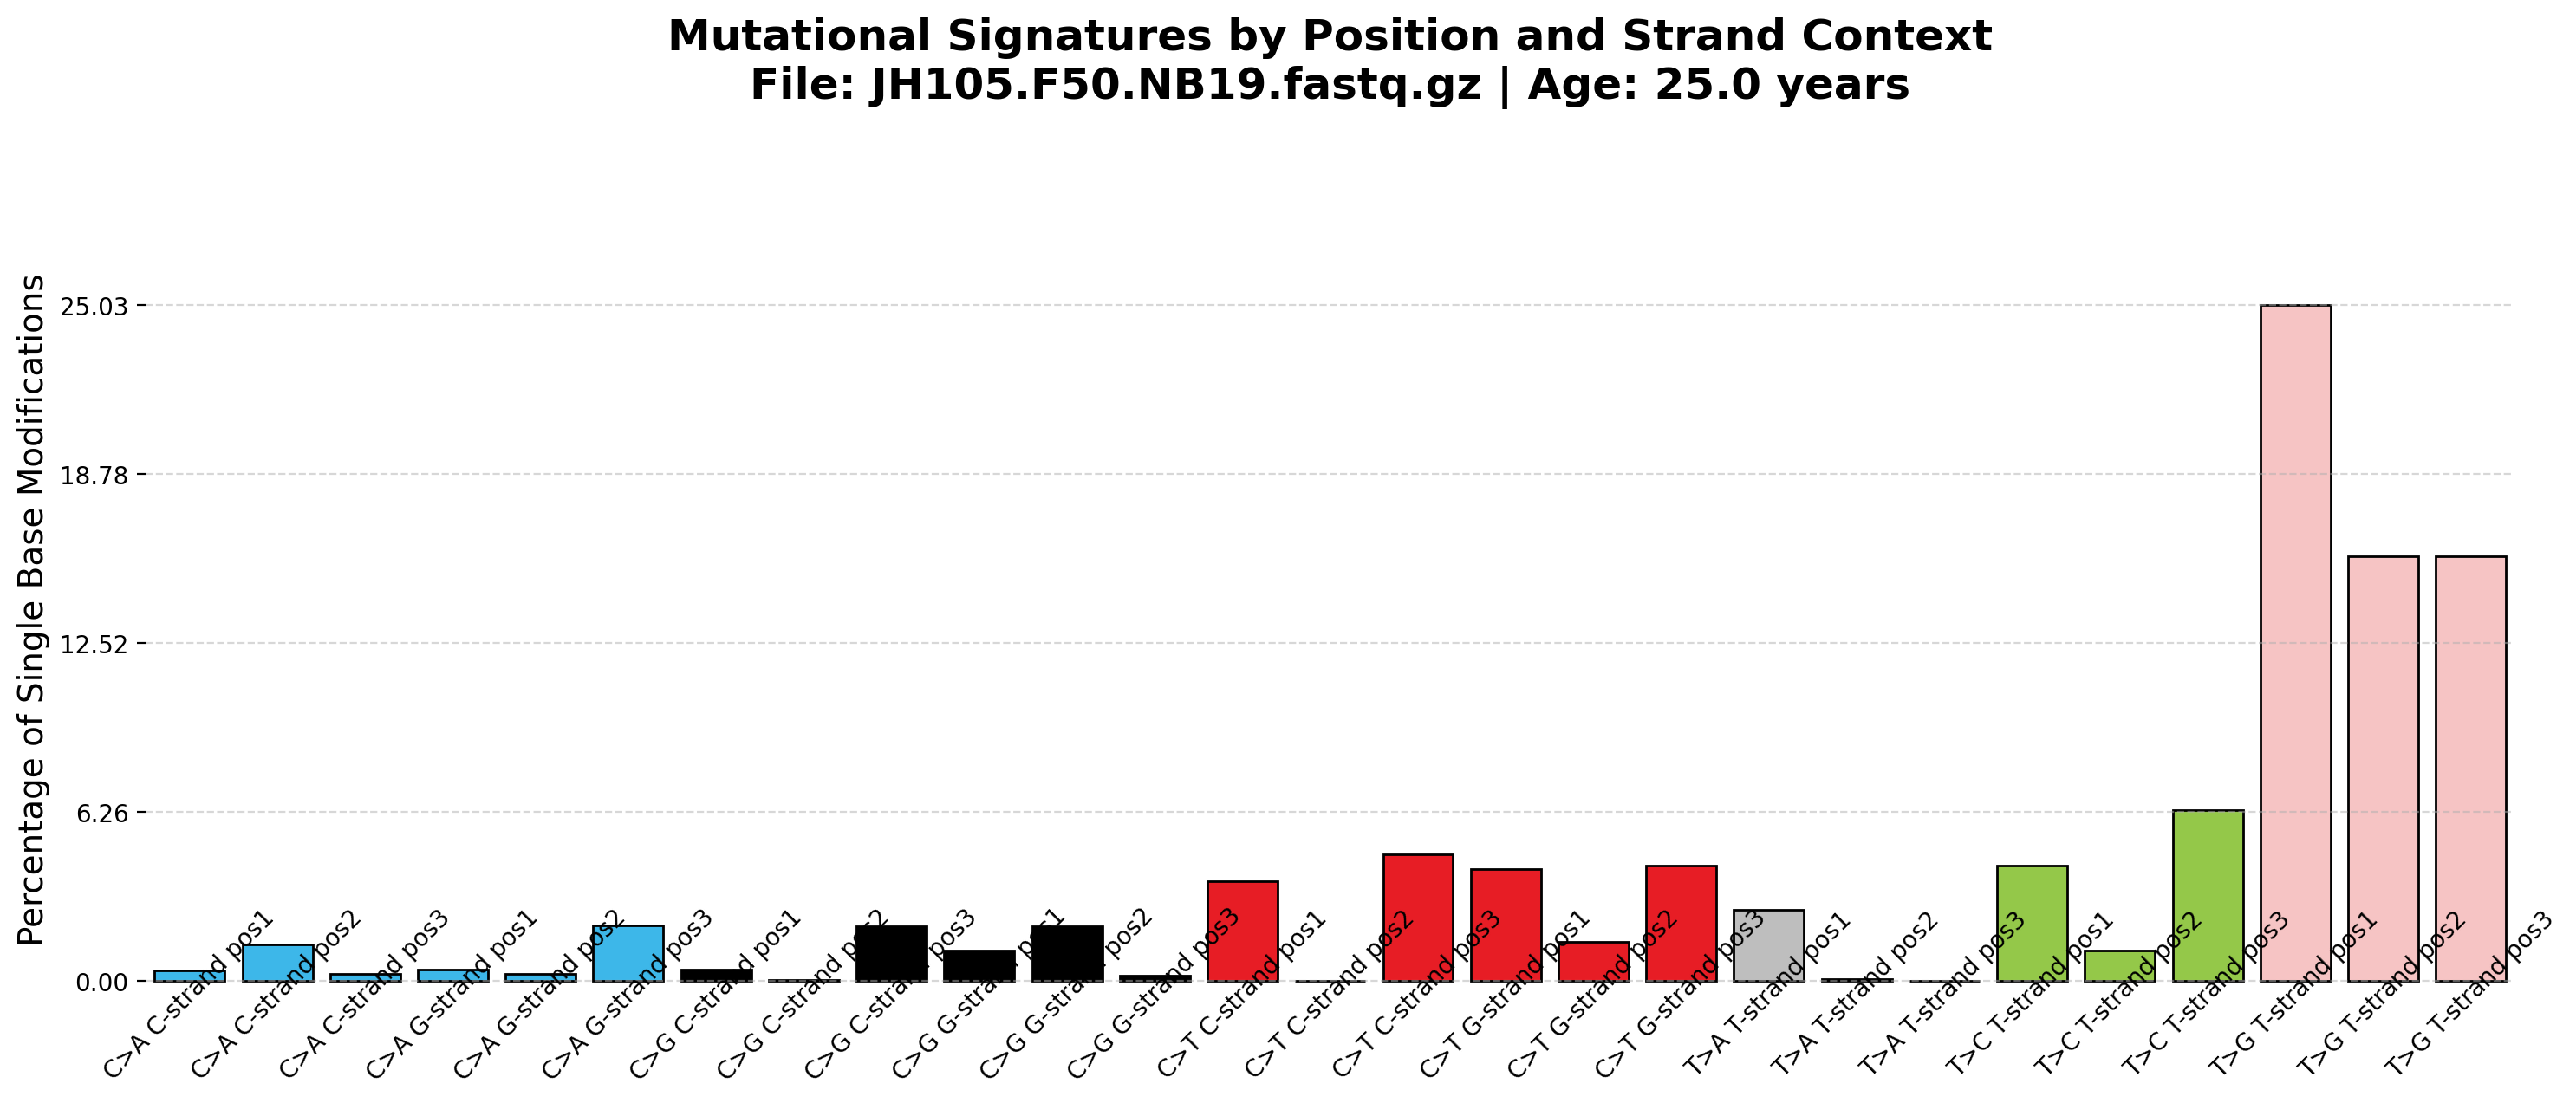 Mutational Signatures by Position and Strand Context
File: JH105.F50.NB19.fastq.gz | Age: 25.0 years
Percentage of Single Base Modifications
25.03
18.78
12.52
6.26
0.00
C>A C-strand pos1
C>A C-strand pos2
C>A C-strand pos3
C>A G-strand pos1
C>A G-strand pos2
C>A G-strand pos3
C>G C-strand pos1
C>G C-strand pos2
C>G C-strand pos3
C>G G-strand pos1
C>G G-strand pos2
C>G G-strand pos3
C>T C-strand pos1
C>T C-strand pos2
C>T C-strand pos3
C>T G-strand pos1
C>T G-strand pos2
C>T G-strand pos3
T>A T-strand pos1
T>A T-strand pos2
T>A T-strand pos3
T>C T-strand pos1
T>C T-strand pos2
T>C T-strand pos3
T>G T-strand pos1
T>G T-strand pos2
T>G T-strand pos3